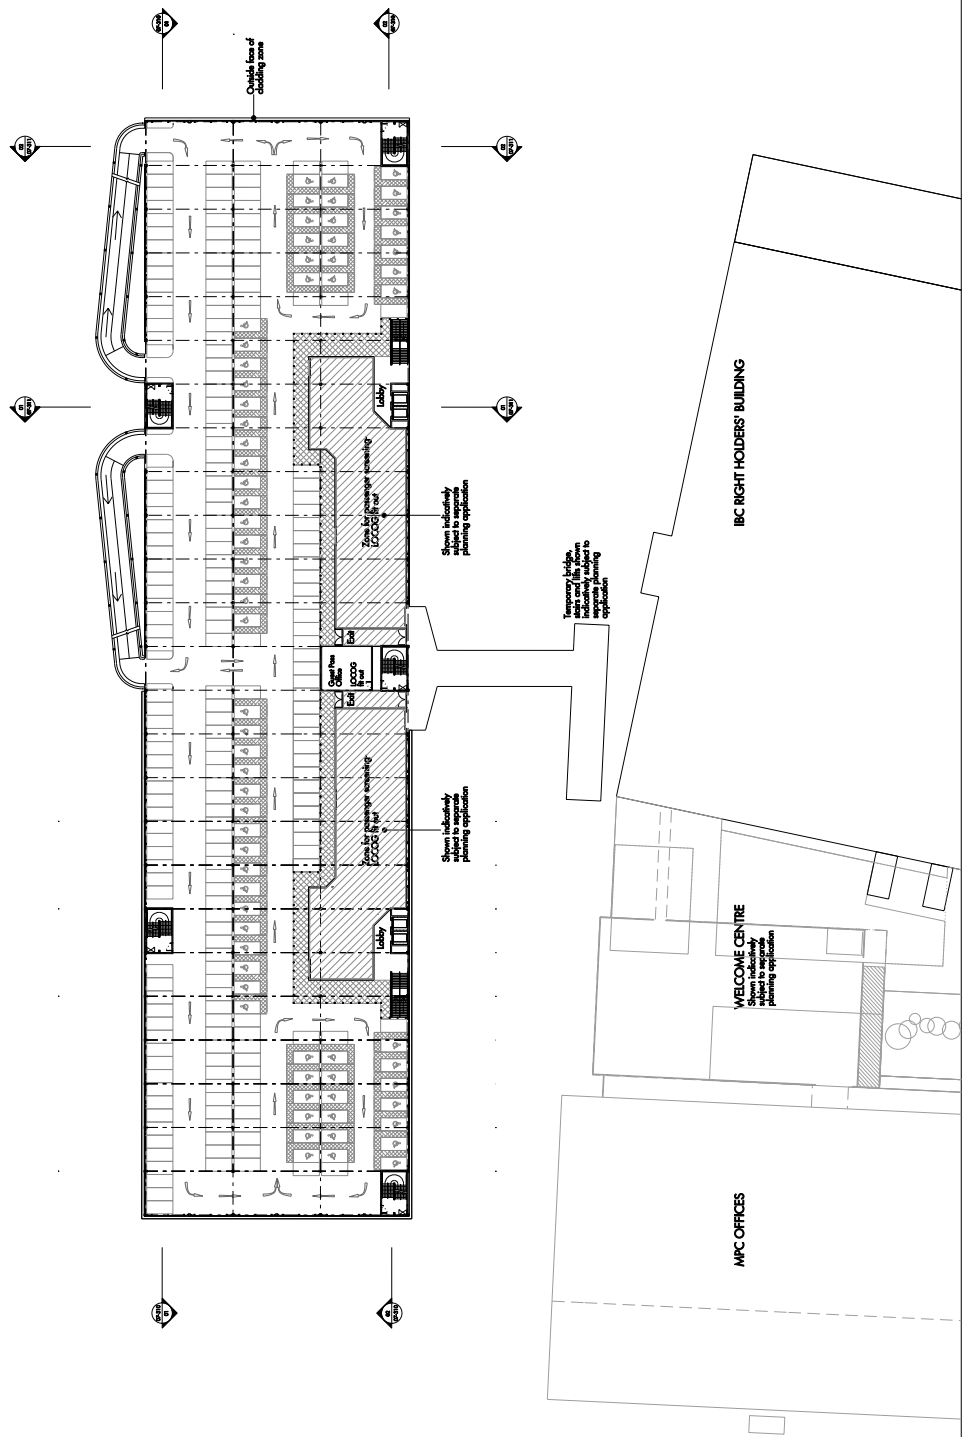 Outside face of
cladding zone
Lobby
Zone for passenger screening-
LOCOG fit out
Shown indicatively
subject to separate
planning application
Exit
Guest Pass
Office
LOCOG
fit out
1
Exit
Temporary bridge,
stairs and lifts shown
indicatively subject to
separate planning
application
Zone for passenger screening-
LOCOG fit out
Shown indicatively
subject to separate
planning application
Lobby
IBC RIGHT HOLDERS' BUILDING
WELCOME CENTRE
Shown indicatively
subject to separate
planning application
MPC OFFICES